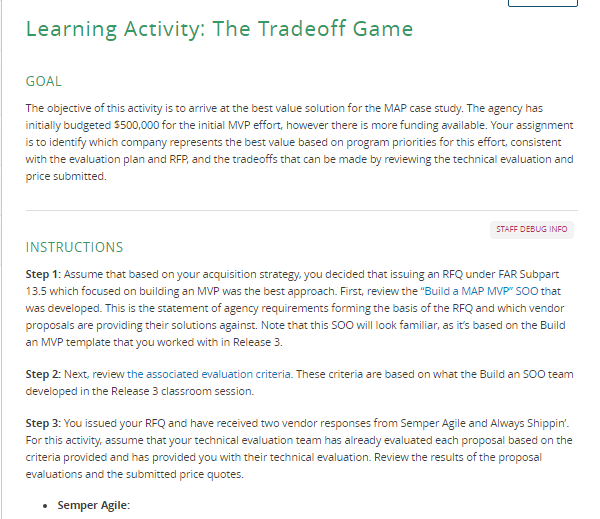 Learning Activity: The Tradeoff Game
GOAL
The objective of this activity is to arrive at the best value solution for the MAP case study. The agency has
initially budgeted $500,000 for the initial MVP effort, however there is more funding available. Your assignment
is to identify which company represents the best value based on program priorities for this effort, consistent
with the evaluation plan and RFP, and the tradeoffs that can be made by reviewing the technical evaluation and
price submitted.
STAFF DEBUG INFO
INSTRUCTIONS
Step 1: Assume that based on your acquisition strategy, you decided that issuing an RFQ under FAR Subpart
13.5 which focused on building an MVP was the best approach. First, review the “Build a MAP MVP” SOO that
was developed. This is the statement of agency requirements forming the basis of the RFQ and which vendor
proposals are providing their solutions against. Note that this SOO will look familiar, as it’s based on the Build
an MVP template that you worked with in Release 3.
Step 2: Next, review the associated evaluation criteria. These criteria are based on what the Build an SOO team
developed in the Release 3 classroom session.
Step 3: You issued your RFQ and have received two vendor responses from Semper Agile and Always Shippin’.
For this activity, assume that your technical evaluation team has already evaluated each proposal based on the
criteria provided and has provided you with their technical evaluation. Review the results of the proposal
evaluations and the submitted price quotes.
• Semper Agile: